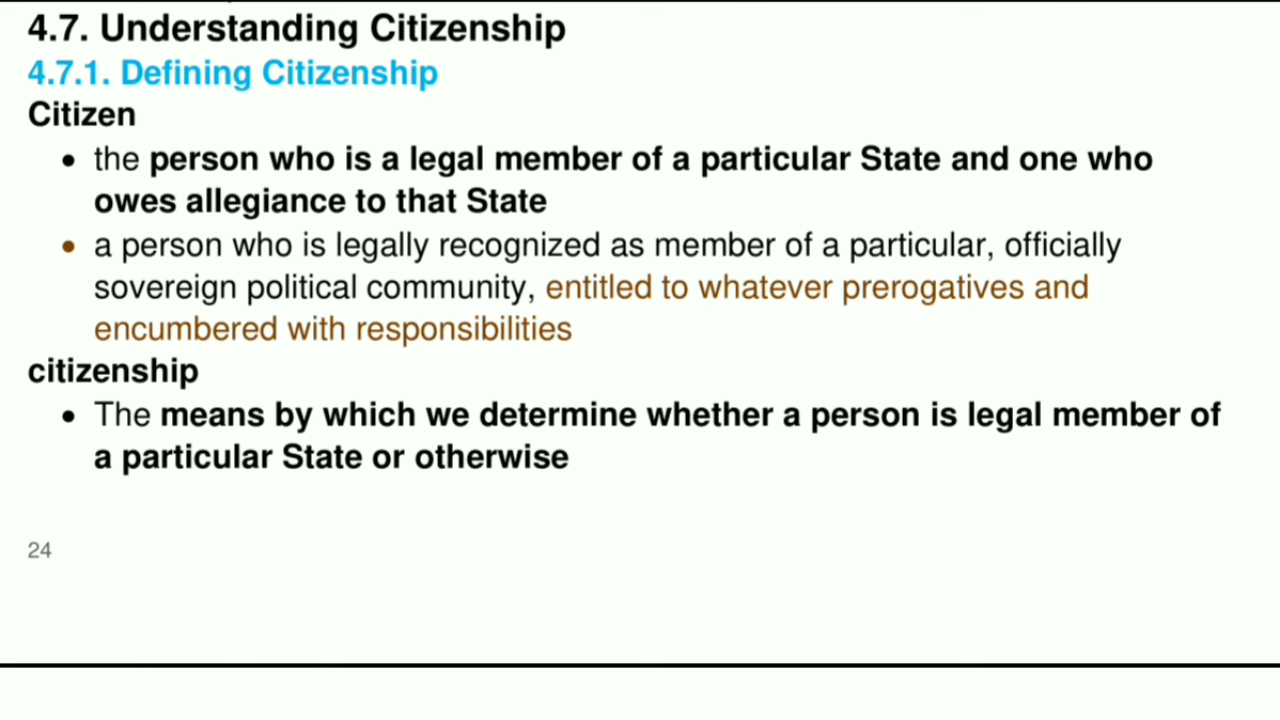 4.7. Understanding Citizenship
4.7.1. Defining Citizenship
Citizen
• the person who is a legal member of a particular State and one who
owes allegiance to that State
• a person who is legally recognized as member of a particular, officially
sovereign political community, entitled to whatever prerogatives and
encumbered with responsibilities
citizenship
• The means by which we determine whether a person is legal member of
a particular State or otherwise
24